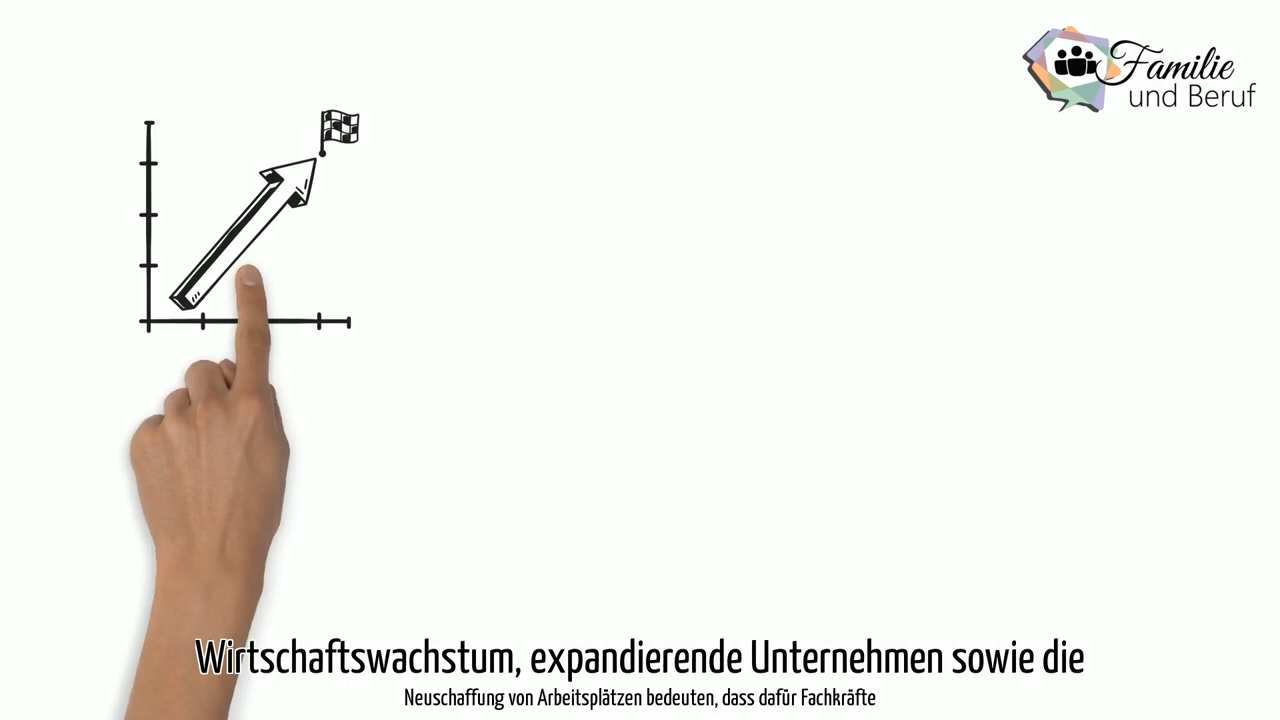 Familie
und Beruf
Wirtschaftswachstum, expandierende Unternehmen sowie die
Neuschaffung von Arbeitsplätzen bedeuten, dass dafür Fachkräfte